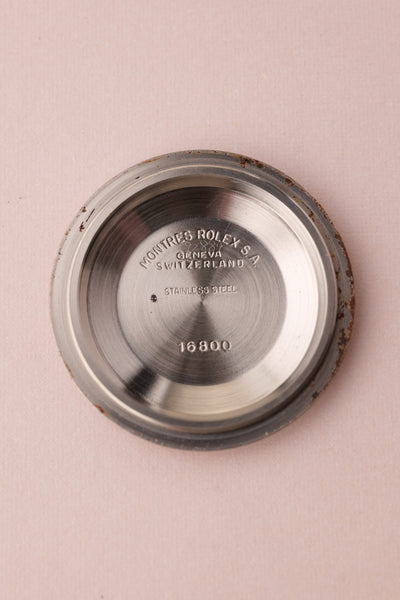 MONTRES ROLEX S.A.
GENEVA
SWITZERLAND
STAINLESS STEEL
16800